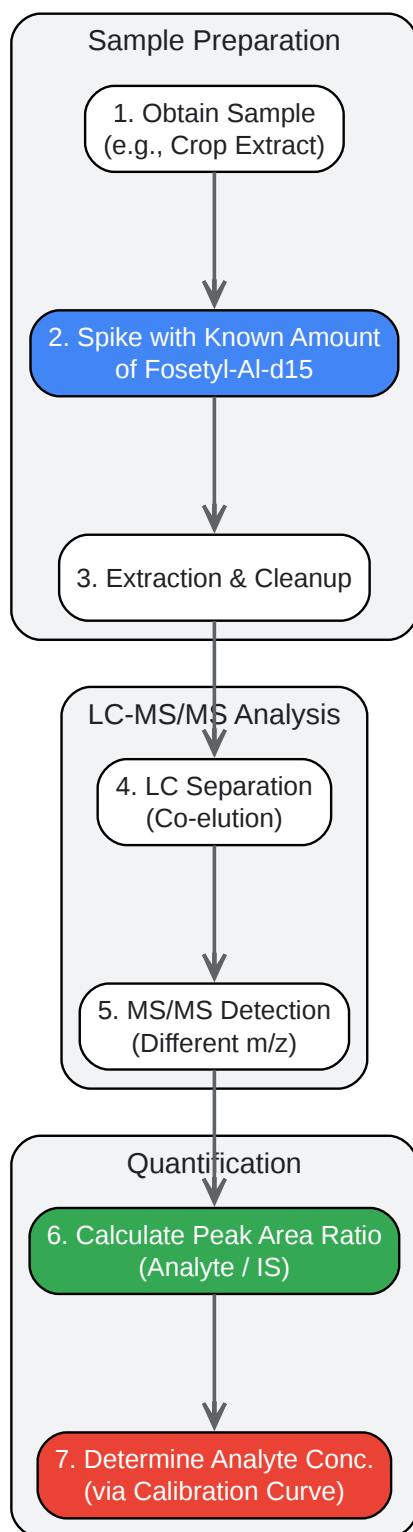 Sample Preparation
1. Obtain Sample
(e.g., Crop Extract)
2. Spike with Known Amount
of Fosetyl-Al-d15
3. Extraction & Cleanup
LC-MS/MS Analysis
4. LC Separation
(Co-elution)
5. MS/MS Detection
(Different m/z)
Quantification
6. Calculate Peak Area Ratio
(Analyte / IS)
7. Determine Analyte Conc.
(via Calibration Curve)